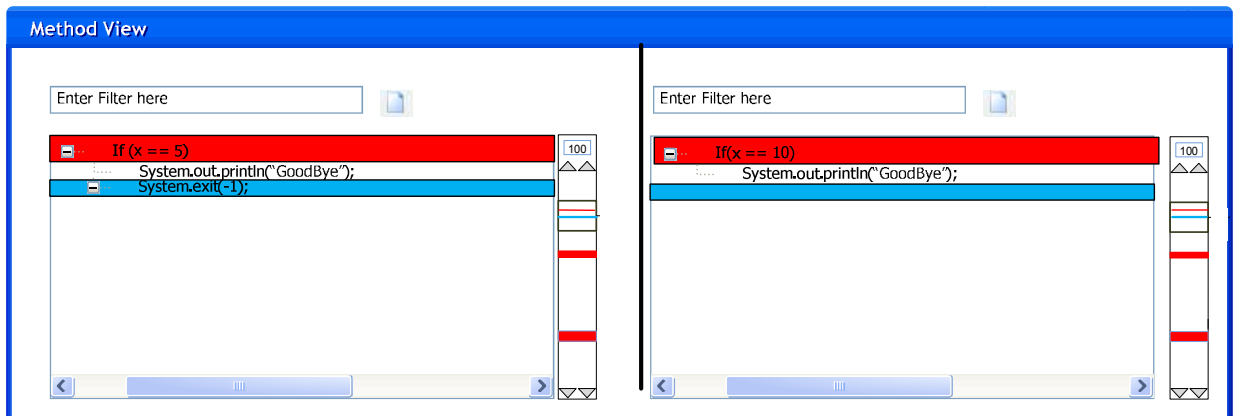 Method View
Enter Filter here
If (x == 5)
System.out.println(“GoodBye”);
System.exit(-1);
100
Enter Filter here
If(x == 10)
System.out.println(“GoodBye”);
100